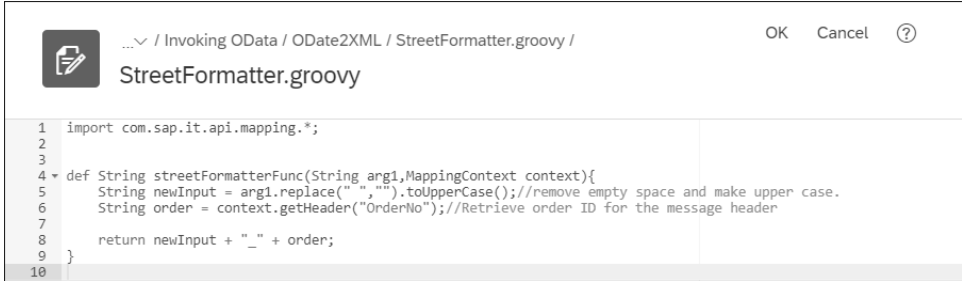 ... / Invoking OData / ODate2XML / StreetFormatter.groovy /
OK Cancel ?
StreetFormatter.groovy
1 import com.sap.it.api.mapping.*;
2
3
4 def String streetFormatterFunc(String arg1,MappingContext context){
5 String newInput = arg1.replace(" ","").toUpperCase();//remove empty space and make upper case.
6 String order = context.getHeader("OrderNo");//Retrieve order ID for the message header
7
8 return newInput + "_" + order;
9 }
10